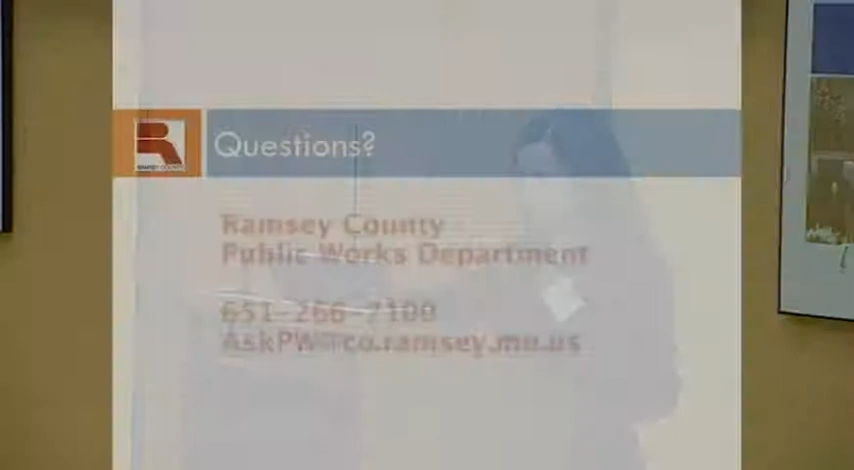 Questions?
Ramsey County
Public Works Department
651-266-7100
AskPW@co.ramsey.mn.us